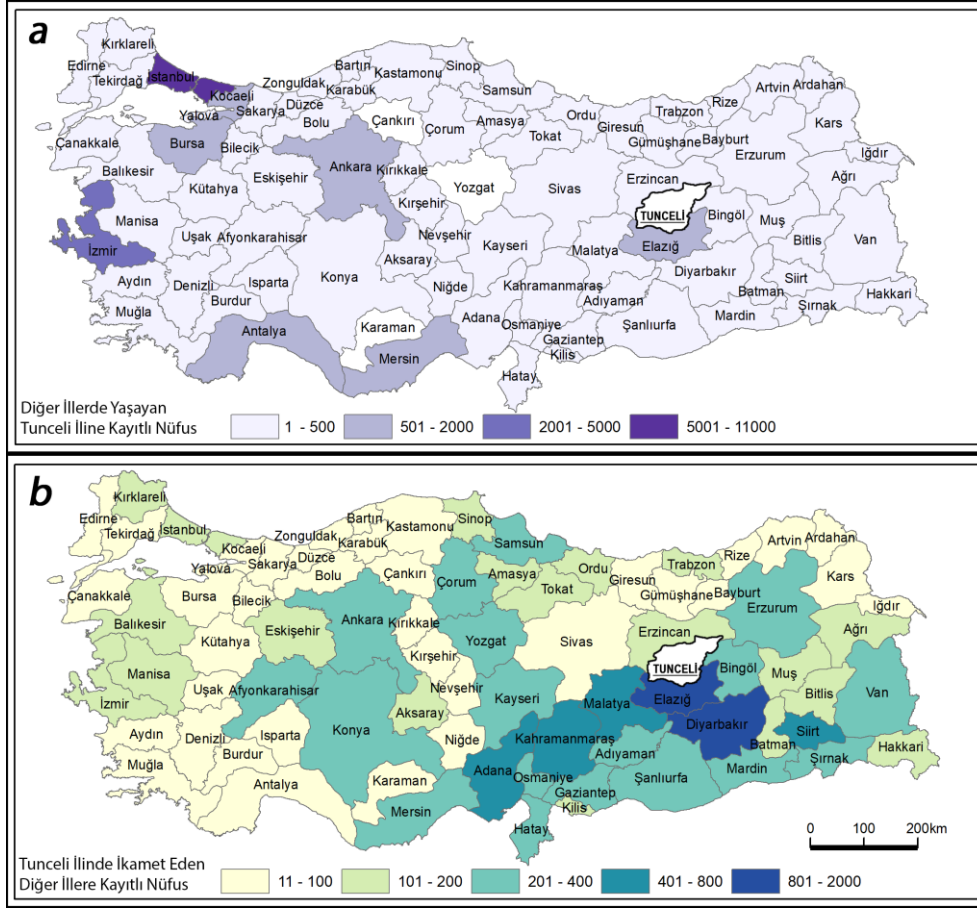 a
Kırklareli
Edirne
Tekirdağ
İstanbul
Kocaeli
Yalova
Sakarya
Zonguldak
Bartın
Karabük
Düzce
Bolu
Kastamonu
Sinop
Samsun
Çankırı
Çorum
Amasya
Tokat
Ordu
Giresun
Trabzon
Rize
Artvin
Ardahan
Gümüşhane
Bayburt
Kars
Erzurum
Iğdır
Ağrı
Çanakkale
Bursa
Bilecik
Balıkesir
Kütahya
Eskişehir
Ankara
Kırıkkale
Kırşehir
Yozgat
Sivas
Erzincan
TUNCELİ
Bingöl
Muş
Bitlis
Van
Manisa
İzmir
Uşak
Afyonkarahisar
Nevşehir
Aksaray
Kayseri
Malatya
Elazığ
Diyarbakır
Batman
Siirt
Şırnak
Hakkari
Aydın
Denizli
Burdur
Isparta
Konya
Niğde
Kahramanmaraş
Adıyaman
Mardin
Muğla
Antalya
Karaman
Mersin
Adana
Osmaniye
Gaziantep
Kilis
Şanlıurfa
Hatay
Diğer İllerde Yaşayan
Tunceli İline Kayıtlı Nüfus
1 - 500
501 - 2000
2001 - 5000
5001 - 11000
b
Kırklareli
Edirne
Tekirdağ
İstanbul
Kocaeli
Yalova
Sakarya
Zonguldak
Bartın
Karabük
Düzce
Bolu
Kastamonu
Sinop
Samsun
Çankırı
Çorum
Amasya
Tokat
Ordu
Giresun
Trabzon
Rize
Artvin
Ardahan
Gümüşhane
Bayburt
Kars
Erzurum
Iğdır
Ağrı
Çanakkale
Bursa
Bilecik
Balıkesir
Kütahya
Eskişehir
Ankara
Kırıkkale
Kırşehir
Yozgat
Sivas
Erzincan
TUNCELİ
Bingöl
Muş
Bitlis
Van
Manisa
İzmir
Uşak
Afyonkarahisar
Nevşehir
Aksaray
Kayseri
Malatya
Elazığ
Diyarbakır
Batman
Siirt
Şırnak
Hakkari
Aydın
Denizli
Burdur
Isparta
Konya
Niğde
Kahramanmaraş
Adıyaman
Mardin
Muğla
Antalya
Karaman
Mersin
Adana
Osmaniye
Gaziantep
Kilis
Şanlıurfa
Hatay
0 100 200km
Tunceli İlinde İkamet Eden
Diğer İllere Kayıtlı Nüfus
11 - 100
101 - 200
201 - 400
401 - 800
801 - 2000